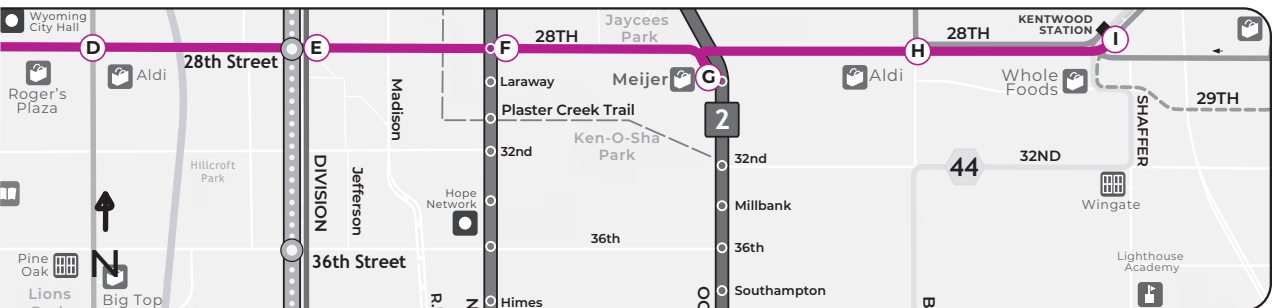 Wyoming
City Hall
Jaycees
Park
KENTWOOD
STATION
I
D
E
F
28TH
H
28TH
28th Street
Aldi
Roger's
Plaza
Laraway
Meijer
G
Aldi
Whole
Foods
29TH
Madison
Plaster Creek Trail
2
SHAFFER
Ken-O-Sha
Park
32nd
32nd
32ND
44
Hillcroft
Park
DIVISION
Jefferson
Hope
Network
Millbank
Wingate
36th
36th
36th Street
N
Pine
Oak
Lions
Big Top
Himes
Southampton
Lighthouse
Academy
R.
N
OO
B